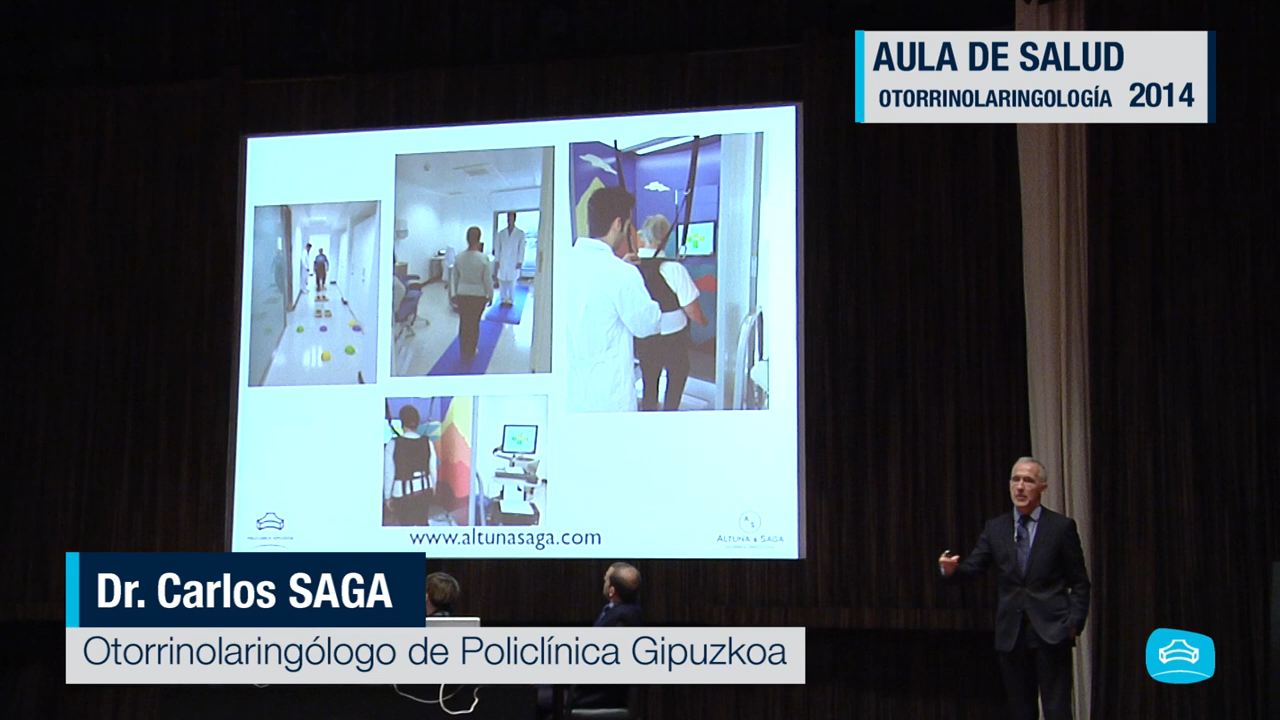 AULA DE SALUD
OTORRINOLARINGOLOGÍA 2014
www.altunasaga.com
ALTUNA & SAGA
Dr. Carlos SAGA
Otorrinolaringólogo de Policlínica Gipuzkoa